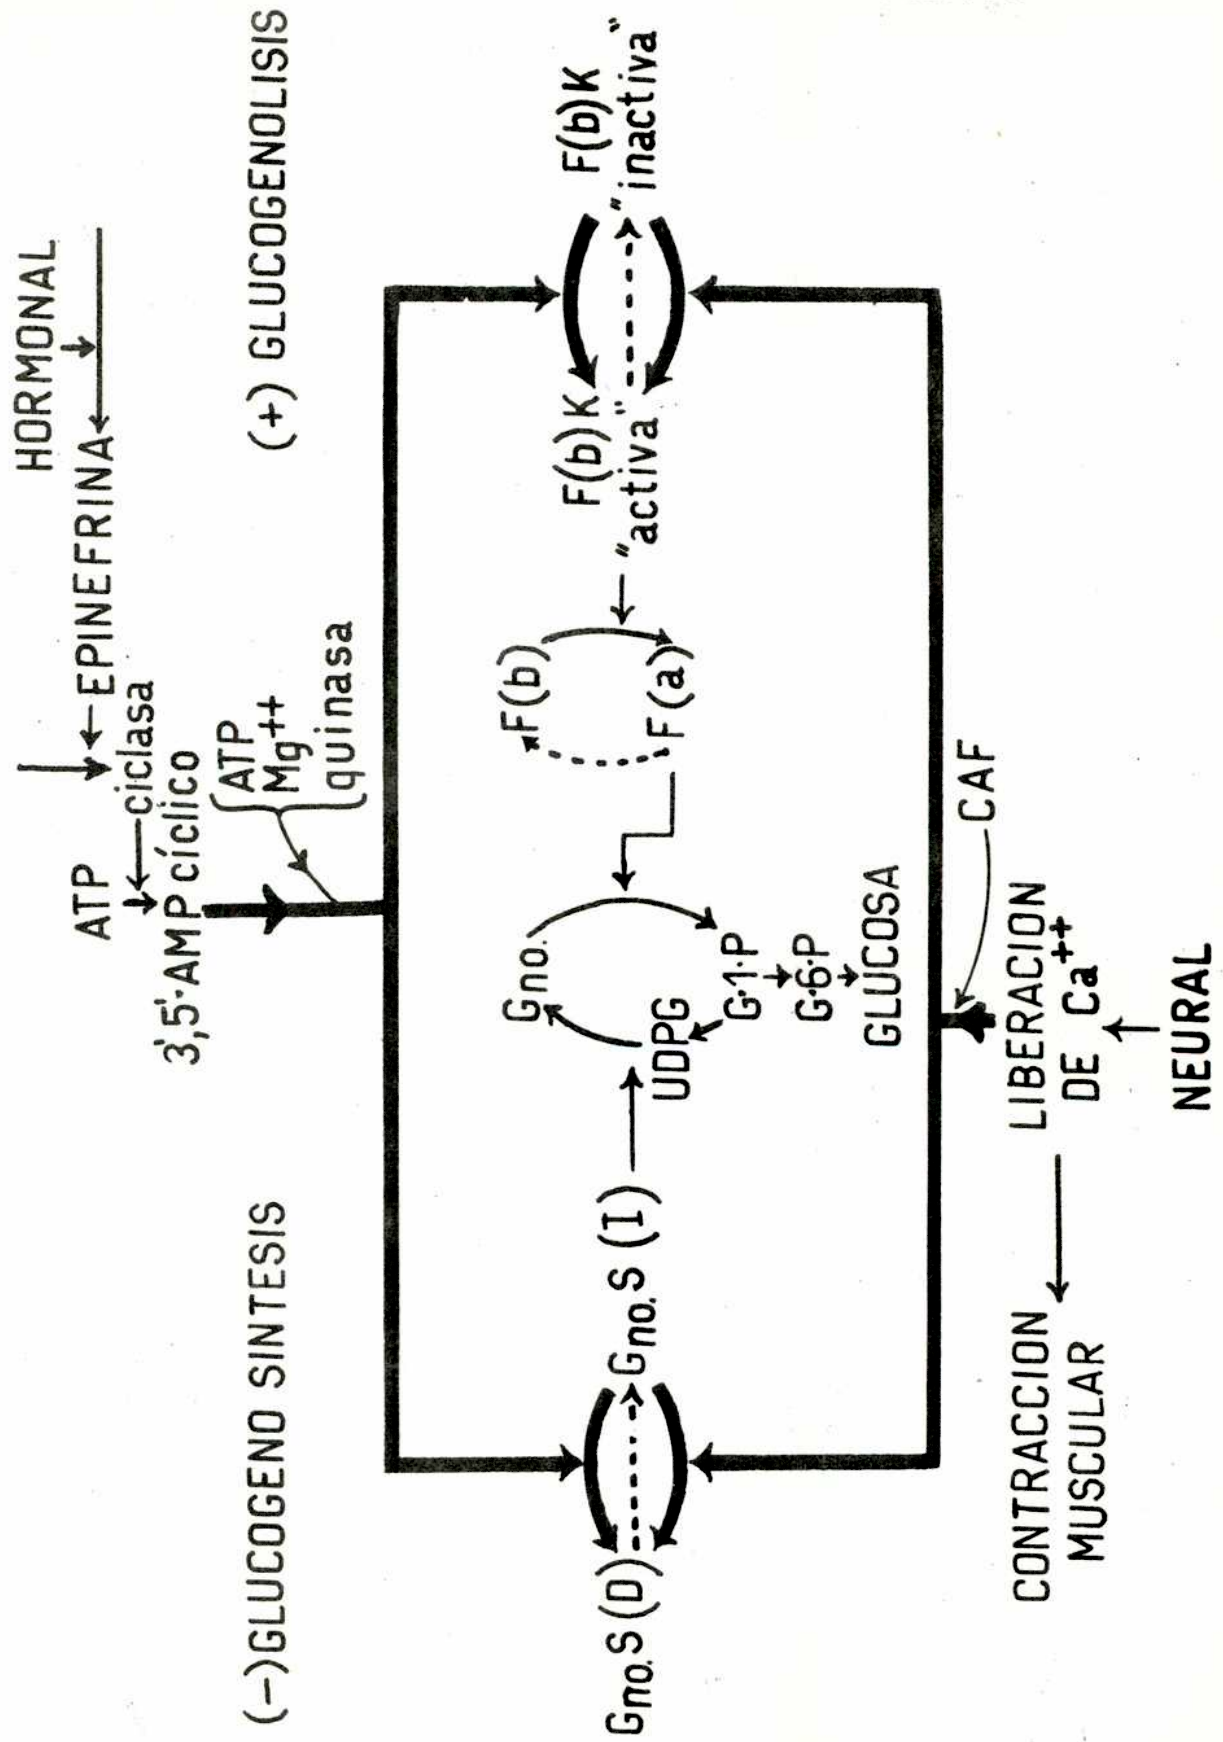 HORMONAL
ATP
EPINEFRINA
ciclasa
3',5'·AMP cíclico
ATP
Mg++
quinasa
(-)GLUCOGENO SINTESIS
(+) GLUCOGENOLISIS
Gno.
F(b)
F(b)K
F(b)K
Gno.S (D)
Gno.S (I)
"activa"
"inactiva"
UDPG
F(a)
G·1·P
G·6·P
GLUCOSA
CAF
CONTRACCION
MUSCULAR
LIBERACION
DE Ca++
NEURAL